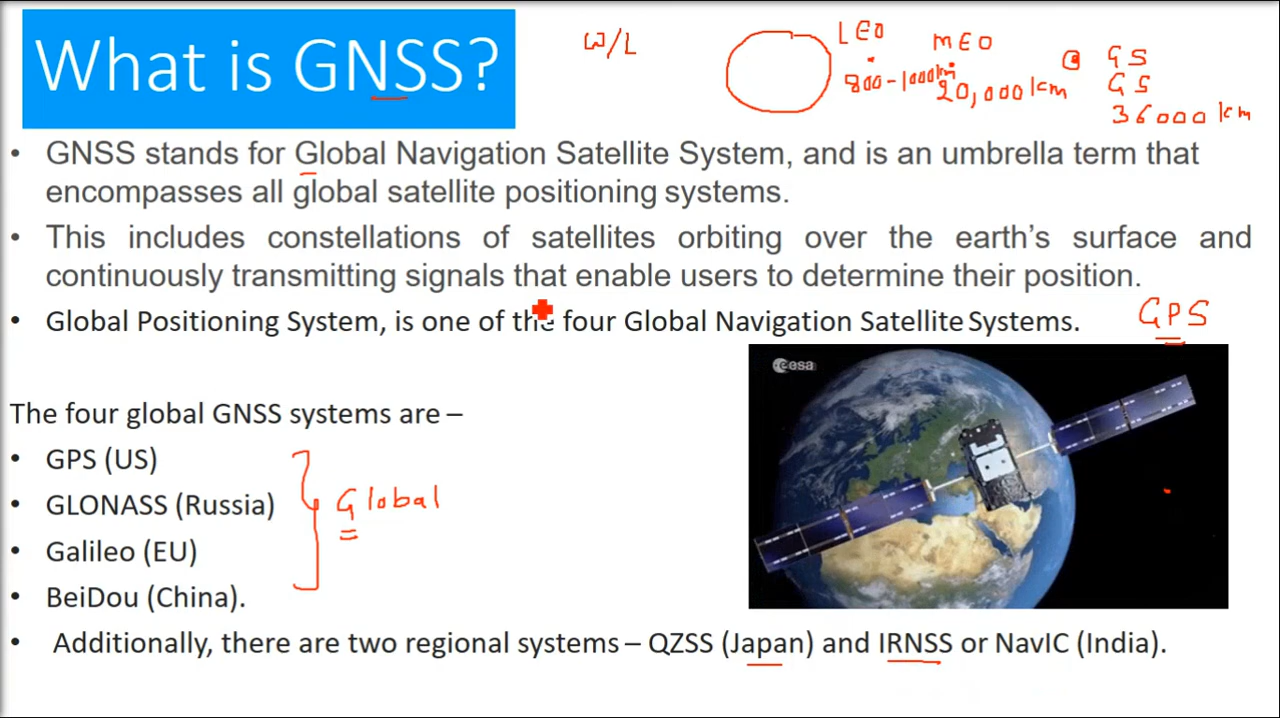 What is GNSS?
W/L
LEO
MEO
GS
GS
800-1000km
20,000km
36000 km
• GNSS stands for Global Navigation Satellite System, and is an umbrella term that
encompasses all global satellite positioning systems.
• This includes constellations of satellites orbiting over the earth's surface and
continuously transmitting signals that enable users to determine their position.
• Global Positioning System, is one of the four Global Navigation Satellite Systems.
GPS
esa
The four global GNSS systems are –
• GPS (US)
• GLONASS (Russia)
Global
• Galileo (EU)
• BeiDou (China).
• Additionally, there are two regional systems – QZSS (Japan) and IRNSS or NavIC (India).